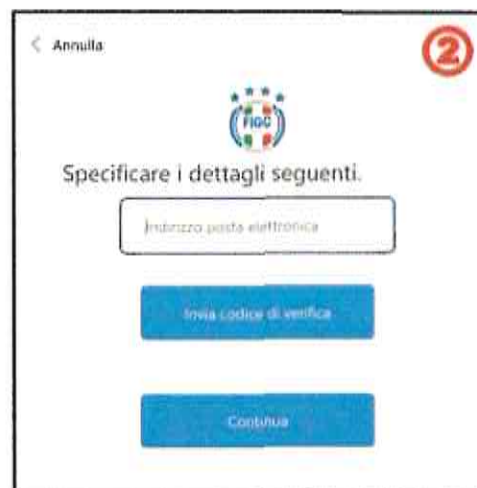 < Annulla
2
FIGC
Specificare i dettagli seguenti.
Indirizzo posta elettronica
Invia codice di verifica
Continua